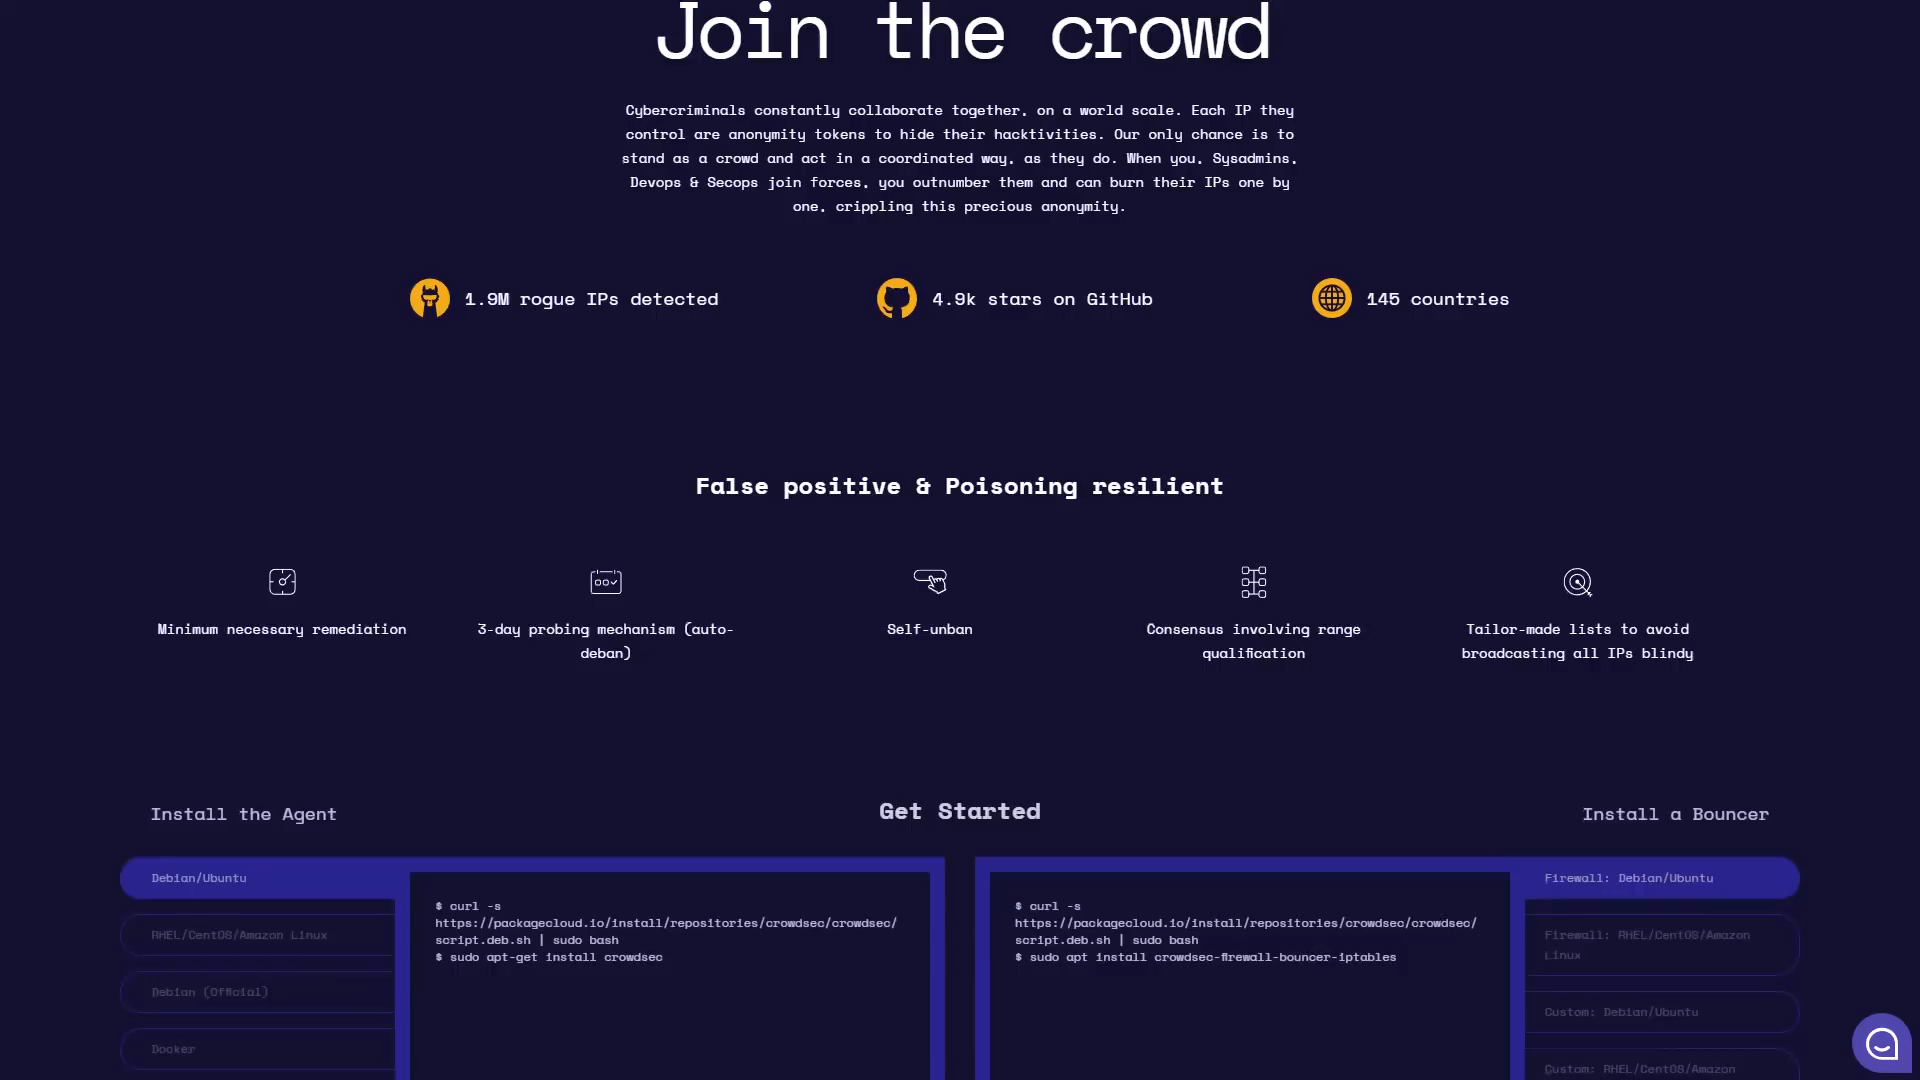 Join the crowd
Cybercriminals constantly collaborate together, on a world scale. Each IP they
control are anonymity tokens to hide their hacktivities. Our only chance is to
stand as a crowd and act in a coordinated way, as they do. When you, Sysadmins,
Devops & Secops join forces, you outnumber them and can burn their IPs one by
one, crippling this precious anonymity.
1.9M rogue IPs detected
4.9k stars on GitHub
145 countries
False positive & Poisoning resilient
Minimum necessary remediation
3-day probing mechanism (auto-
deban)
Self-unban
Consensus involving range
qualification
Tailor-made lists to avoid
broadcasting all IPs blindy
Install the Agent
Get Started
Install a Bouncer
Debian/Ubuntu
RHEL/CentOS/Amazon Linux
Debian (Official)
Docker
$ curl -s
https://packagecloud.io/install/repositories/crowdsec/crowdsec/
script.deb.sh | sudo bash
$ sudo apt-get install crowdsec
$ curl -s
https://packagecloud.io/install/repositories/crowdsec/crowdsec/
script.deb.sh | sudo bash
$ sudo apt install crowdsec-firewall-bouncer-iptables
Firewall: Debian/Ubuntu
Firewall: RHEL/CentOS/Amazon
Linux
Custom: Debian/Ubuntu
Custom: RHEL/CentOS/Amazon